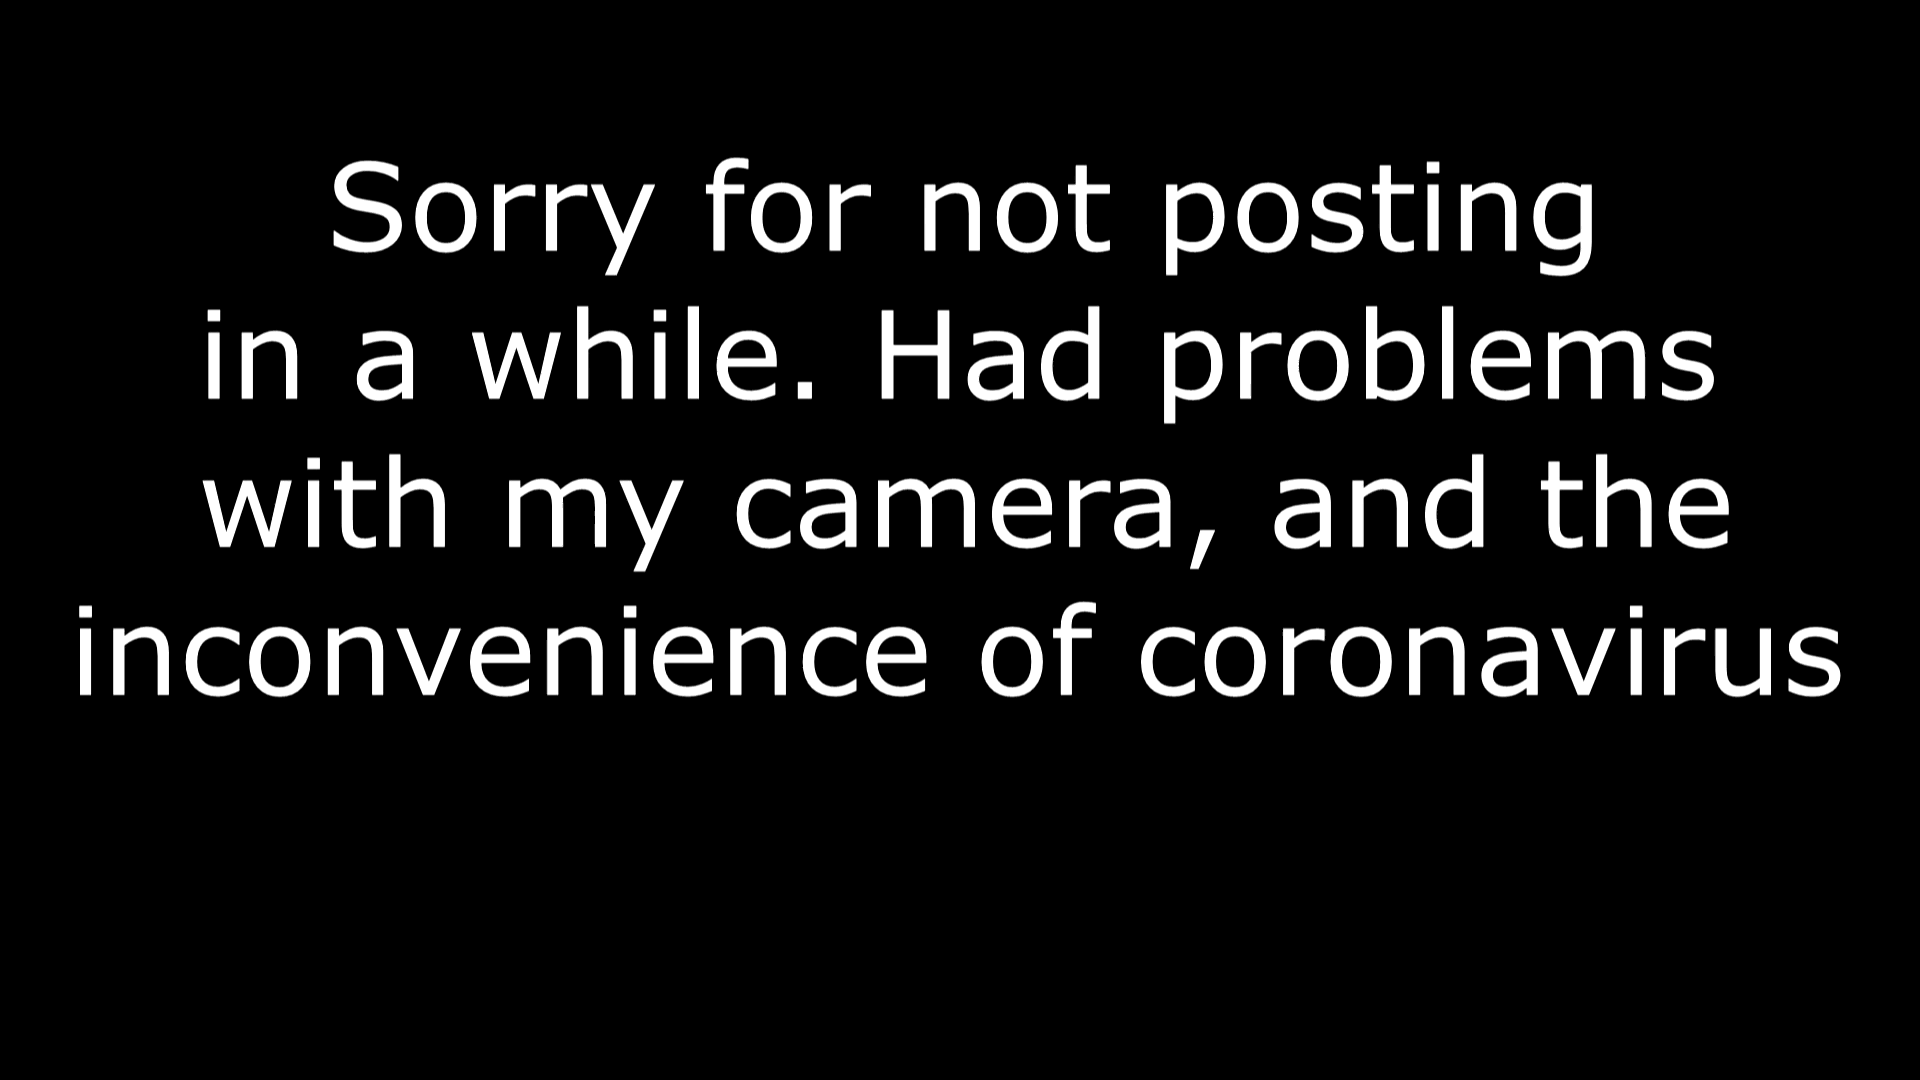 Sorry for not posting
in a while. Had problems
with my camera, and the
inconvenience of coronavirus